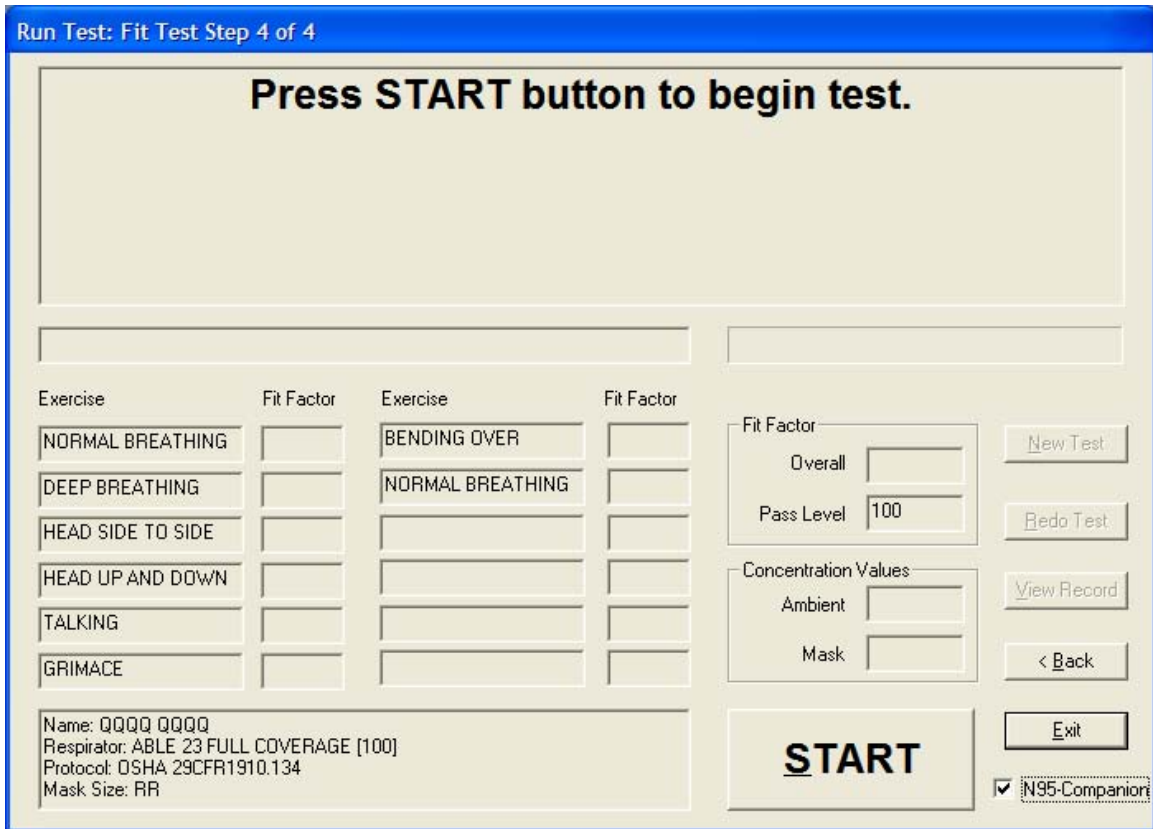 Run Test: Fit Test Step 4 of 4
Press START button to begin test.
Exercise Fit Factor Exercise Fit Factor
NORMAL BREATHING BENDING OVER
DEEP BREATHING NORMAL BREATHING
HEAD SIDE TO SIDE
HEAD UP AND DOWN
TALKING
GRIMACE
Fit Factor
Overall
Pass Level 100
Concentration Values
Ambient
Mask
New Test
Redo Test
View Record
< Back
Exit
Name: QQQQ QQQQ
Respirator: ABLE 23 FULL COVERAGE [100]
Protocol: OSHA 29CFR1910.134
Mask Size: RR
START
N95-Companion